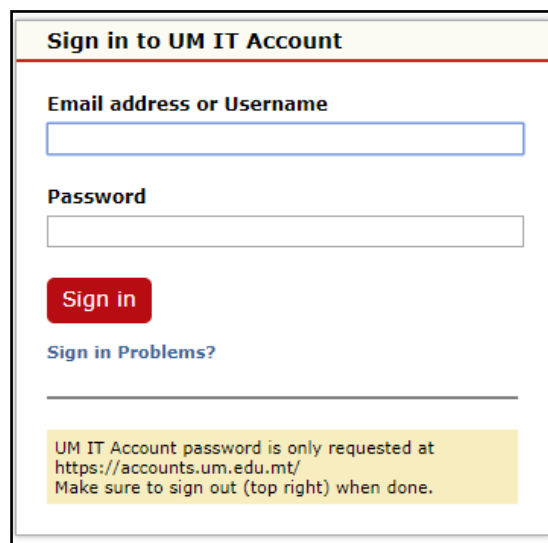 Sign in to UM IT Account
Email address or Username
Password
Sign in
Sign in Problems?
UM IT Account password is only requested at
https://accounts.um.edu.mt/
Make sure to sign out (top right) when done.